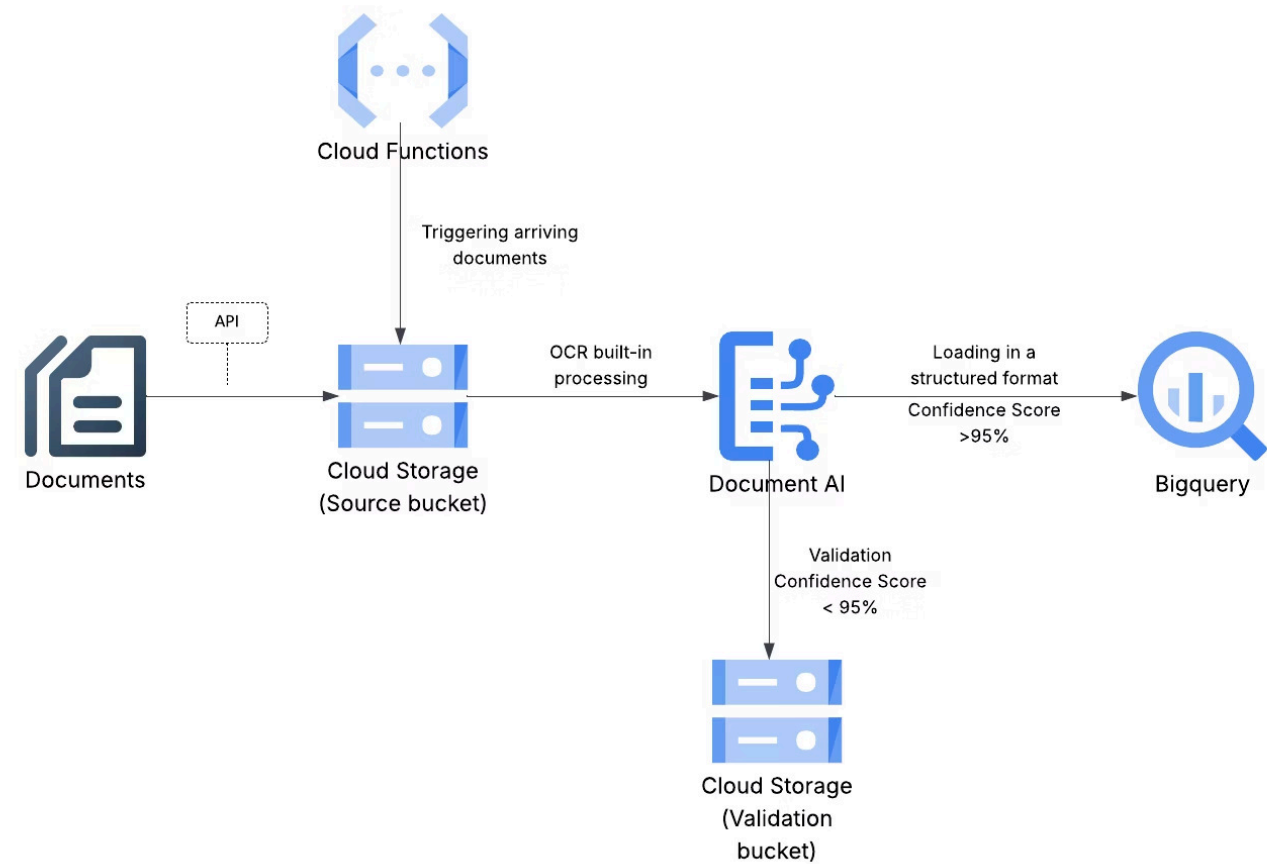 Cloud Functions
Triggering arriving
documents
API
Documents
Cloud Storage
(Source bucket)
OCR built-in
processing
Document AI
Loading in a
structured format
Confidence Score
>95%
Bigquery
Validation
Confidence Score
< 95%
Cloud Storage
(Validation
bucket)